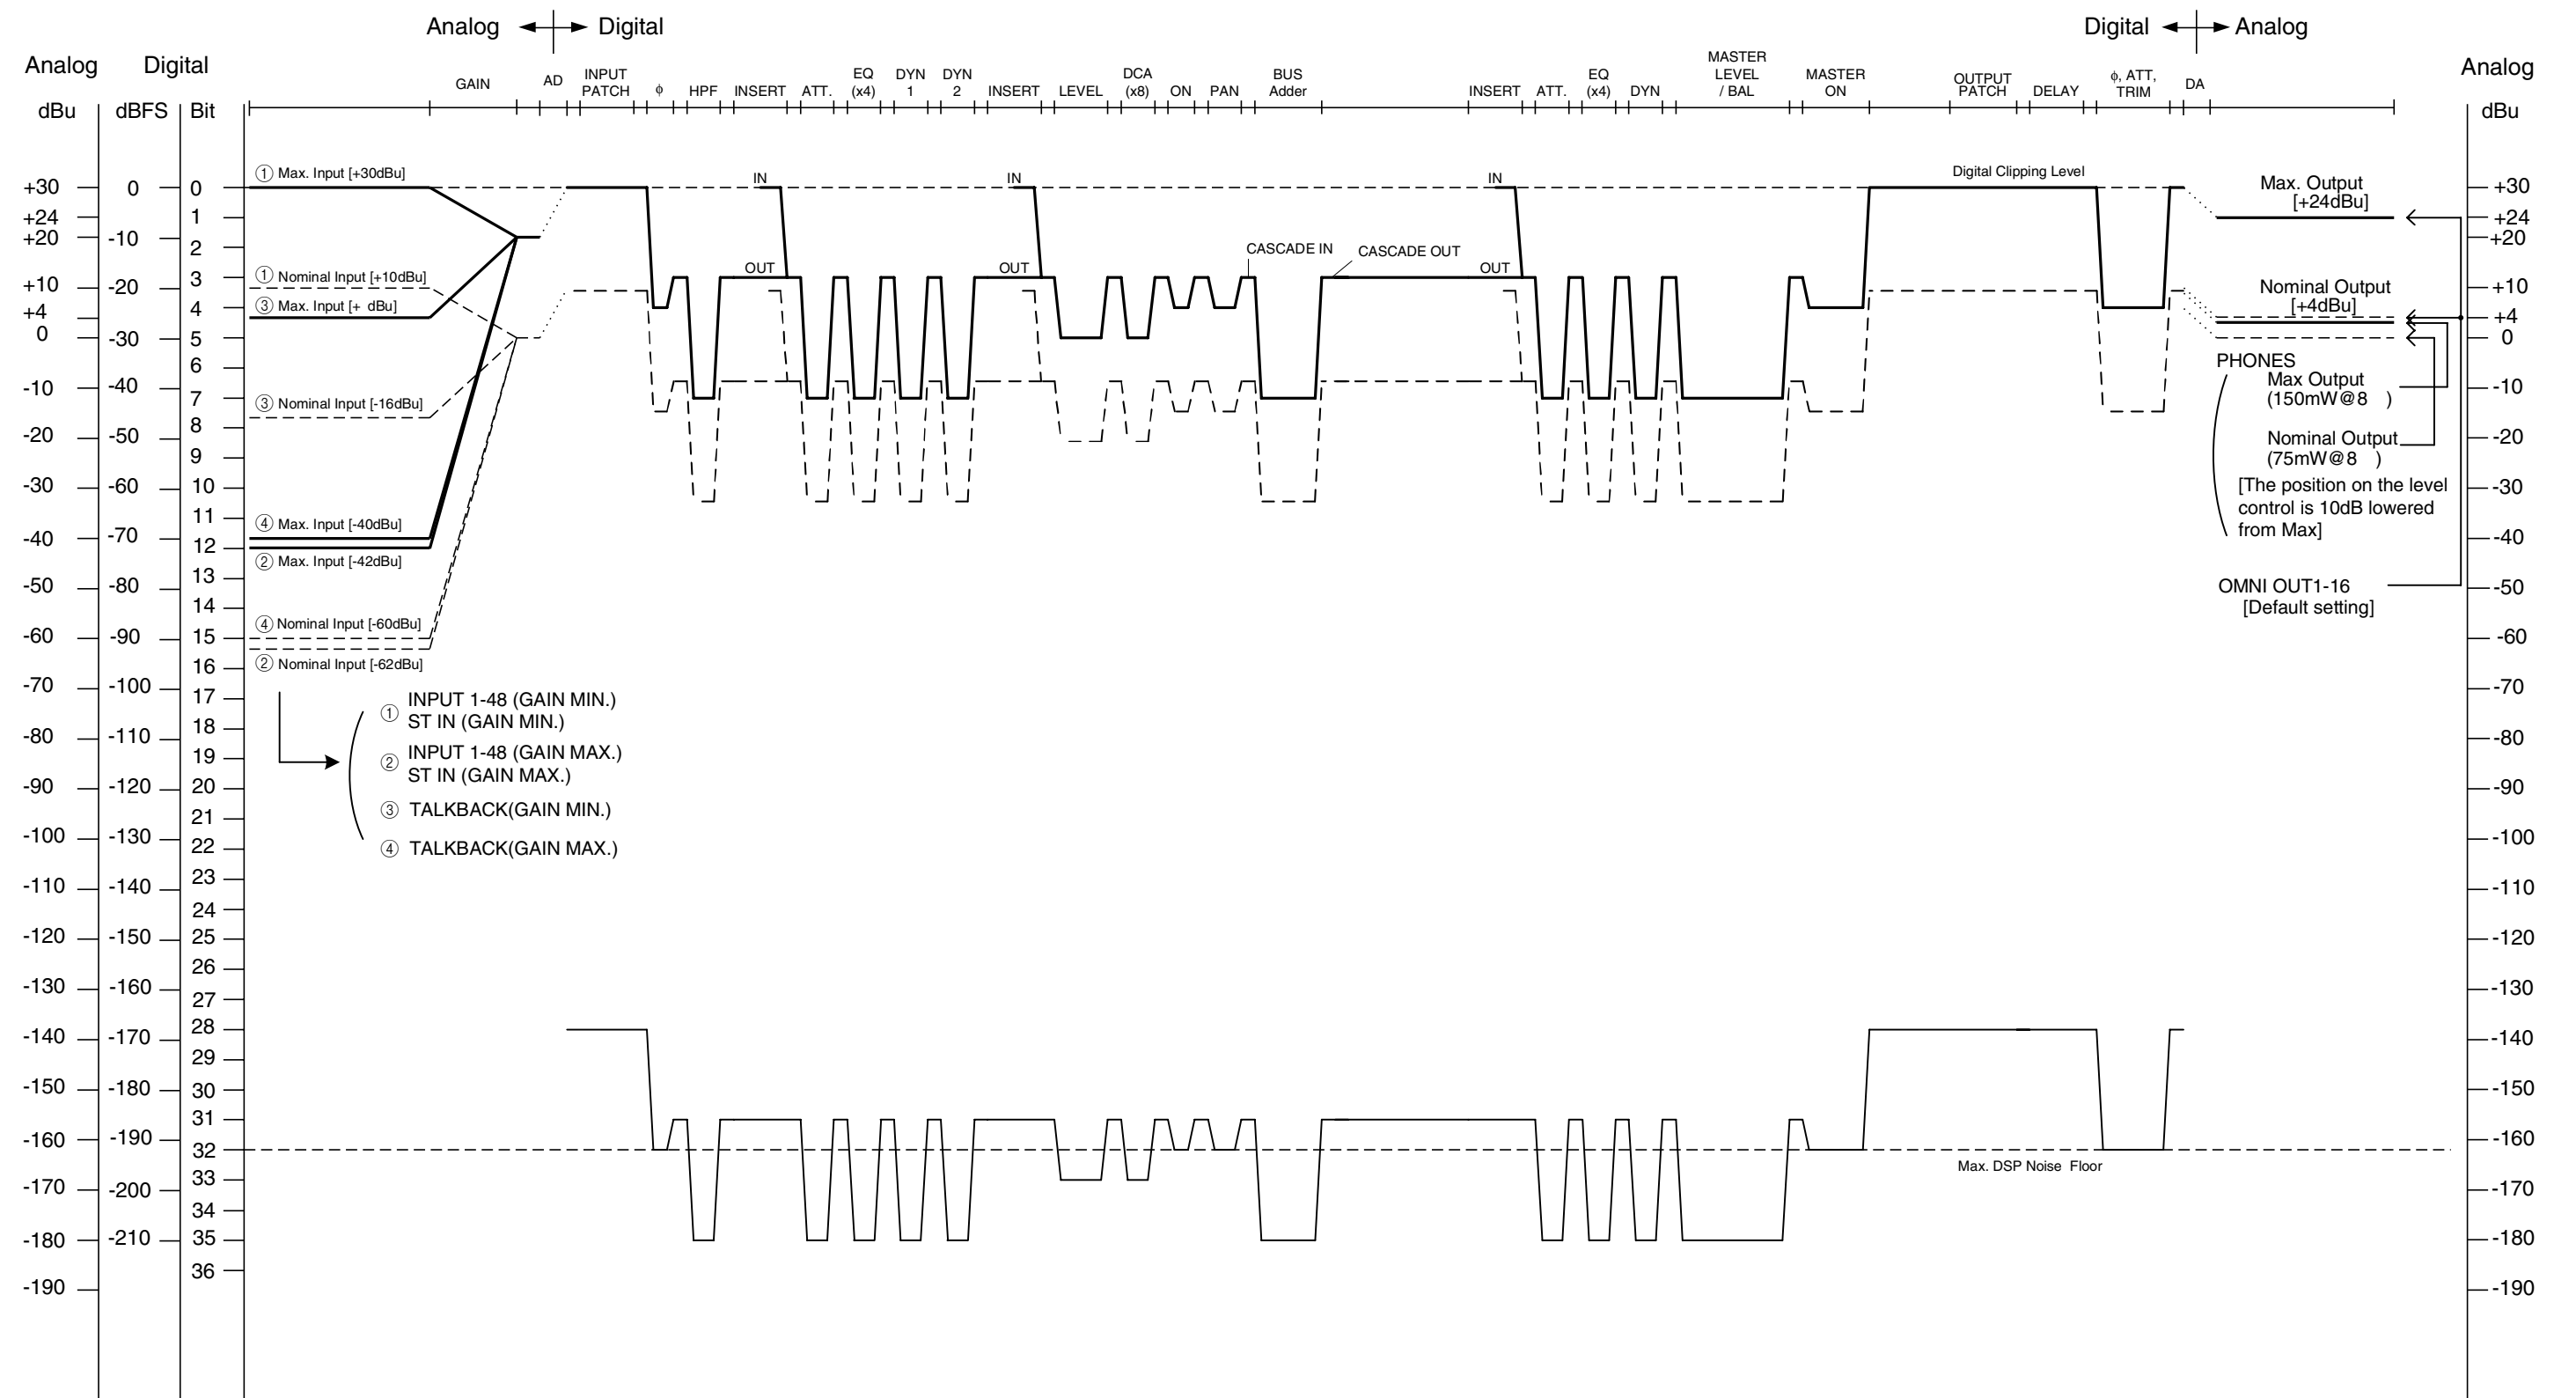 Analog Digital
Digital Analog
Analog Digital
Analog
dBu dBFS Bit
dBu
GAIN
AD
INPUT
PATCH
φ
HPF
INSERT
ATT.
EQ
(x4)
DYN
1
DYN
2
INSERT
LEVEL
DCA
(x8)
ON
PAN
BUS
Adder
INSERT
ATT.
EQ
(x4)
DYN
MASTER
LEVEL
/ BAL
MASTER
ON
OUTPUT
PATCH
DELAY
φ, ATT,
TRIM
DA
+30
+24
+20
+10
+4
0
-10
-20
-30
-40
-50
-60
-70
-80
-90
-100
-110
-120
-130
-140
-150
-160
-170
-180
-190
0
-10
-20
-30
-40
-50
-60
-70
-80
-90
-100
-110
-120
-130
-140
-150
-160
-170
-180
-190
-200
-210
0
1
2
3
4
5
6
7
8
9
10
11
12
13
14
15
16
17
18
19
20
21
22
23
24
25
26
27
28
29
30
31
32
33
34
35
36
① Max. Input [+30dBu]
① Nominal Input [+10dBu]
③ Max. Input [+ dBu]
③ Nominal Input [-16dBu]
④ Max. Input [-40dBu]
② Max. Input [-42dBu]
④ Nominal Input [-60dBu]
② Nominal Input [-62dBu]
① INPUT 1-48 (GAIN MIN.)
ST IN (GAIN MIN.)
② INPUT 1-48 (GAIN MAX.)
ST IN (GAIN MAX.)
③ TALKBACK(GAIN MIN.)
④ TALKBACK(GAIN MAX.)
IN
OUT
IN
OUT
CASCADE IN
CASCADE OUT
IN
OUT
Digital Clipping Level
Max. DSP Noise Floor
Max. Output
[+24dBu]
Nominal Output
[+4dBu]
PHONES
Max Output
(150mW@8 )
Nominal Output
(75mW@8 )
[The position on the level
control is 10dB lowered
from Max]
OMNI OUT1-16
[Default setting]
+30
+24
+20
+10
+4
0
-10
-20
-30
-40
-50
-60
-70
-80
-90
-100
-110
-120
-130
-140
-150
-160
-170
-180
-190